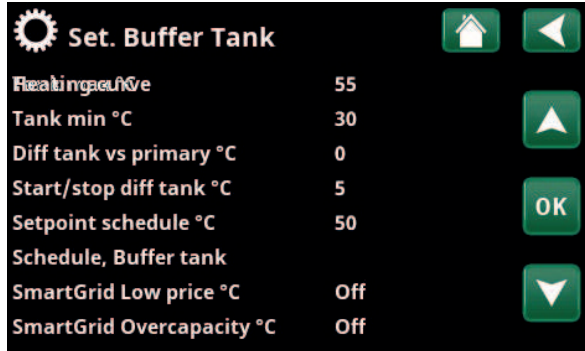 Set. Buffer Tank
55
Tank min °C 30
Diff tank vs primary °C 0
Start/stop diff tank °C 5
Setpoint schedule °C 50
Schedule, Buffer tank
SmartGrid Low price °C Off
SmartGrid Overcapacity °C Off
OK